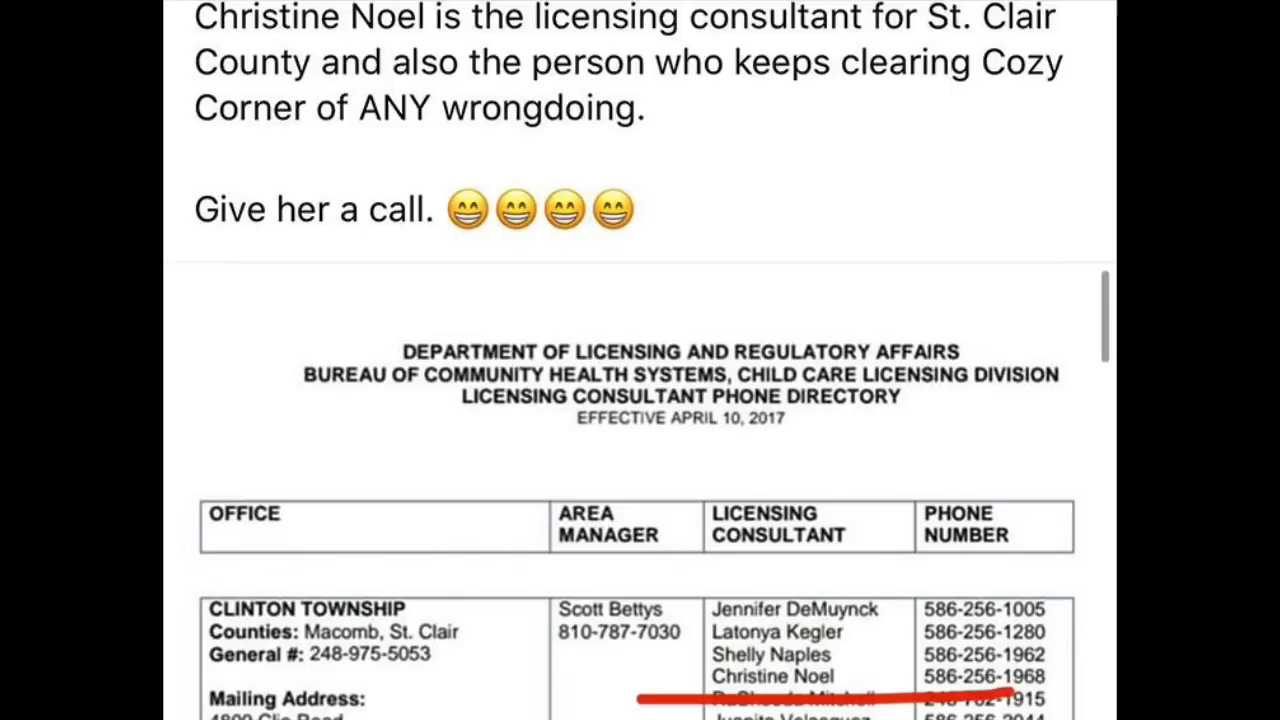 Christine Noel is the licensing consultant for St. Clair
County and also the person who keeps clearing Cozy
Corner of ANY wrongdoing.
Give her a call. 😁😁😁😁
DEPARTMENT OF LICENSING AND REGULATORY AFFAIRS
BUREAU OF COMMUNITY HEALTH SYSTEMS, CHILD CARE LICENSING DIVISION
LICENSING CONSULTANT PHONE DIRECTORY
EFFECTIVE APRIL 10, 2017
OFFICE AREA MANAGER LICENSING CONSULTANT PHONE NUMBER
CLINTON TOWNSHIP Scott Bettys Jennifer DeMuynck 586-256-1005
Counties: Macomb, St. Clair 810-787-7030 Latonya Kegler 586-256-1280
General #: 248-975-5053 Shelly Naples 586-256-1962
Christine Noel 586-256-1968
Mailing Address: